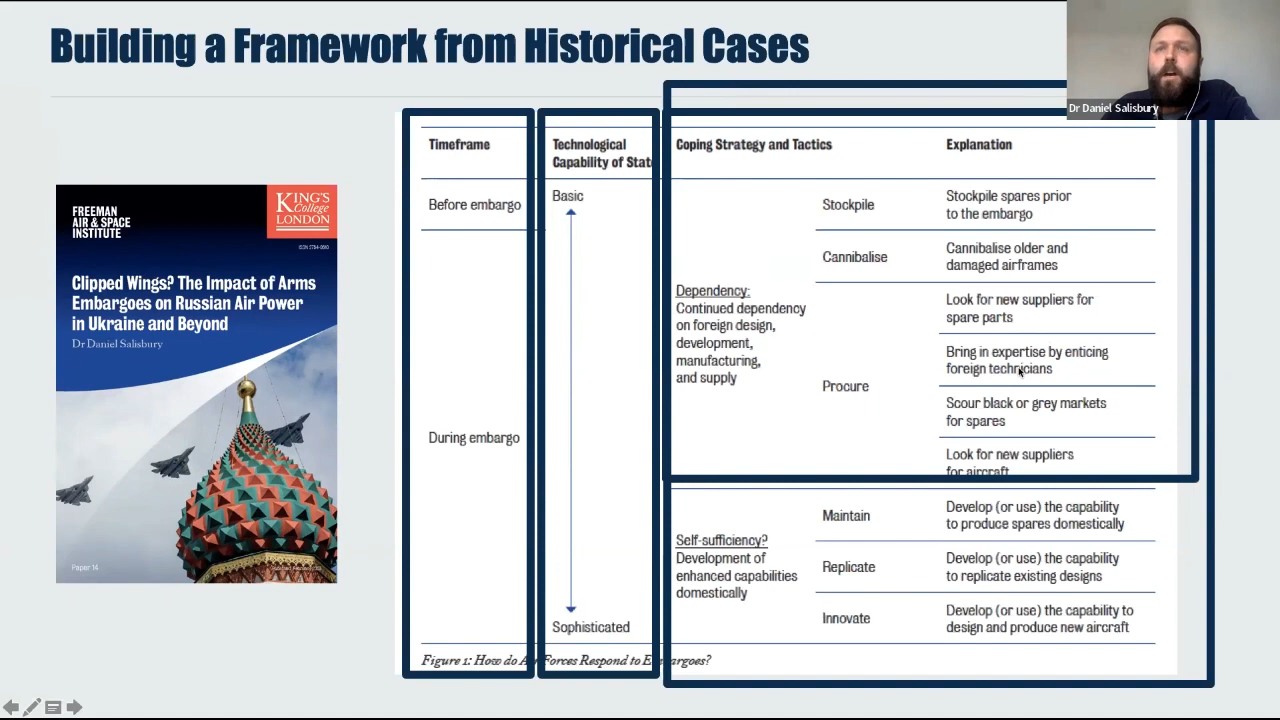 Building a Framework from Historical Cases
Dr Daniel Salisbury
FREEMAN
AIR & SPACE
INSTITUTE
KING'S
College
LONDON
Clipped Wings? The Impact of Arms
Embargoes on Russian Air Power
in Ukraine and Beyond
Dr Daniel Salisbury
Paper 14
Timeframe
Technological
Capability of State
Coping Strategy and Tactics
Explanation
Before embargo
Basic
Stockpile
Stockpile spares prior
to the embargo
Cannibalise
Cannibalise older and
damaged airframes
Dependency:
Continued dependency
on foreign design,
development,
manufacturing,
and supply
Procure
Look for new suppliers for
spare parts
Bring in expertise by enticing
foreign technicians
Scour black or grey markets
for spares
Look for new suppliers
for aircraft
During embargo
Self-sufficiency?
Development of
enhanced capabilities
domestically
Maintain
Develop (or use) the capability
to produce spares domestically
Replicate
Develop (or use) the capability
to replicate existing designs
Innovate
Develop (or use) the capability to
design and produce new aircraft
Sophisticated
Figure 1: How do Air Forces Respond to Embargoes?